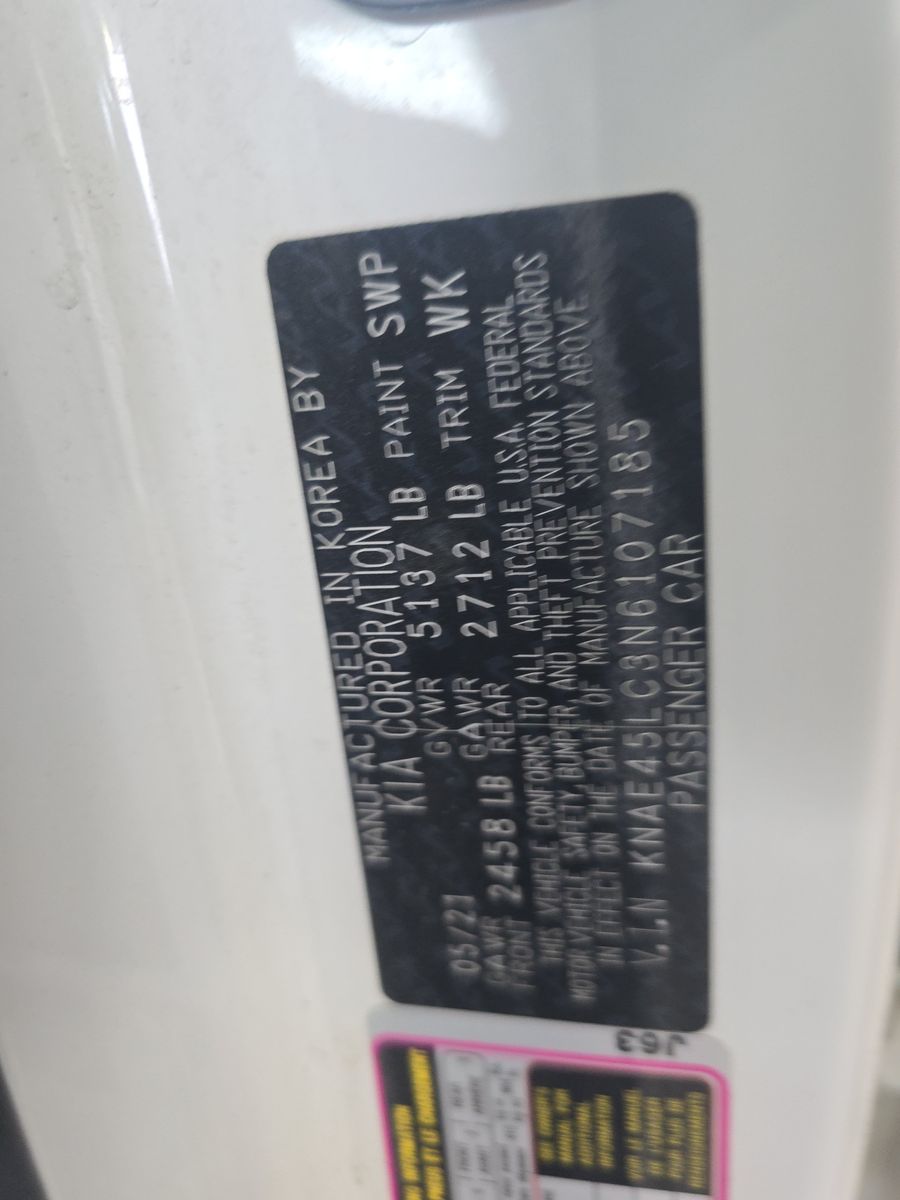 MANUFACTURED IN KOREA BY
KIA CORPORATION
05/21 GVWR 5137 LB PAINT SWP
GAWR FRONT 2458 LB GAWR REAR 2712 LB TRIM WK
THIS VEHICLE CONFORMS TO ALL APPLICABLE U.S.A. FEDERAL
MOTOR VEHICLE SAFETY, BUMPER, AND THEFT PREVENTION STANDARDS
IN EFFECT ON THE DATE OF MANUFACTURE SHOWN ABOVE
V.I.N KNAE45LC3N6107185
PASSENGER CAR
J63